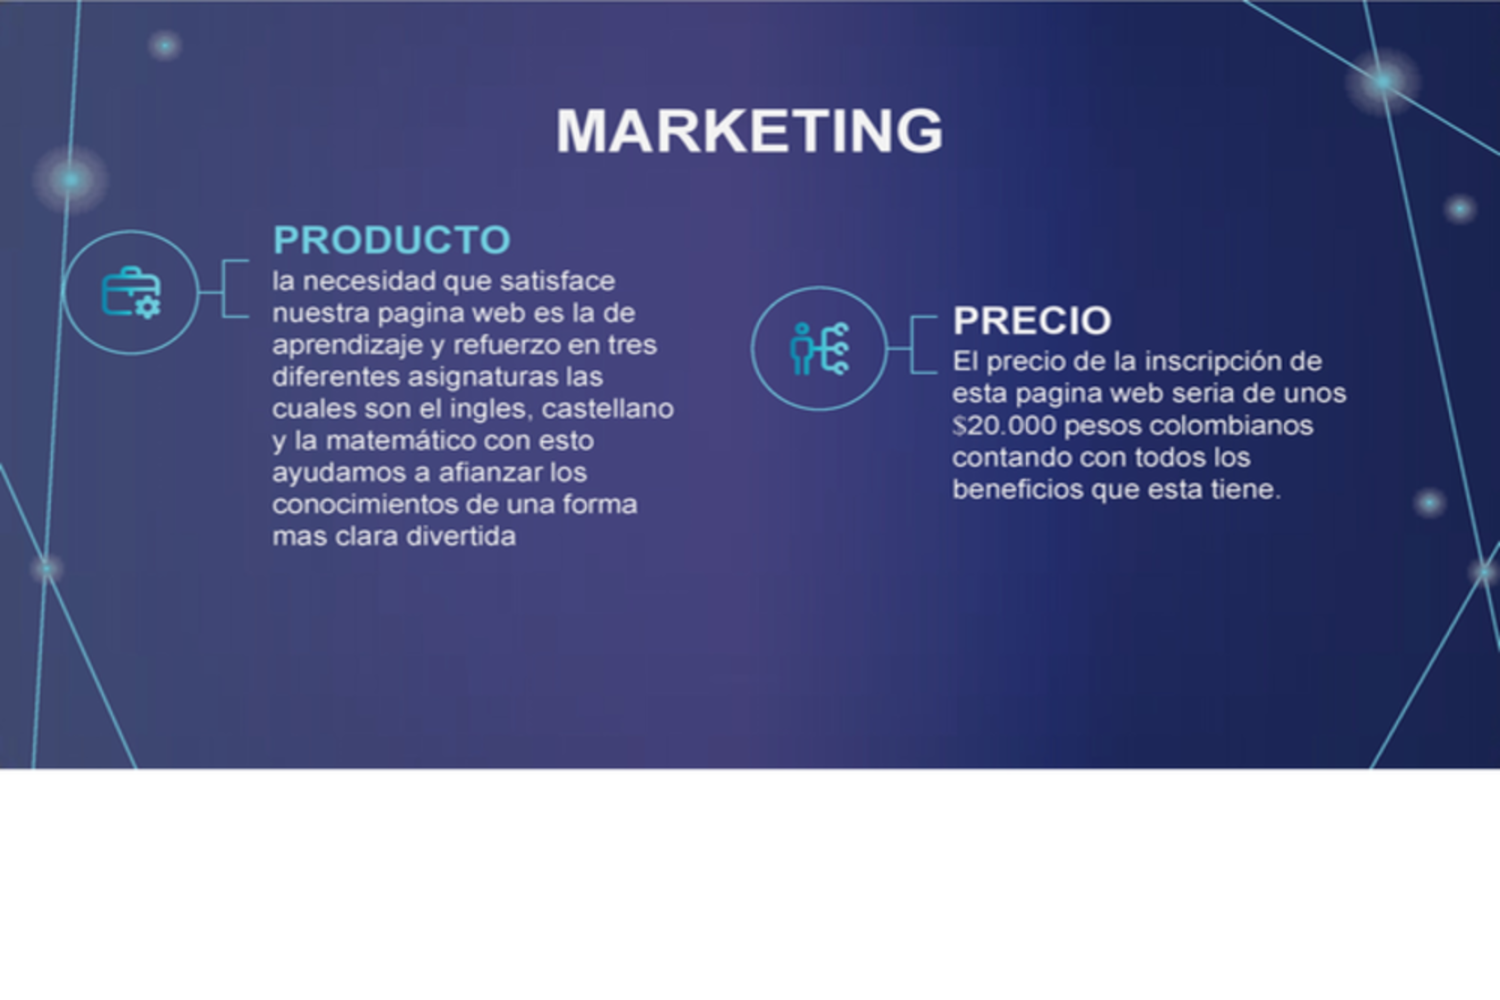 MARKETING
PRODUCTO
la necesidad que satisface
nuestra pagina web es la de
aprendizaje y refuerzo en tres
diferentes asignaturas las
cuales son el ingles, castellano
y la matemático con esto
ayudamos a afianzar los
conocimientos de una forma
mas clara divertida
PRECIO
El precio de la inscripción de
esta pagina web seria de unos
$20.000 pesos colombianos
contando con todos los
beneficios que esta tiene.